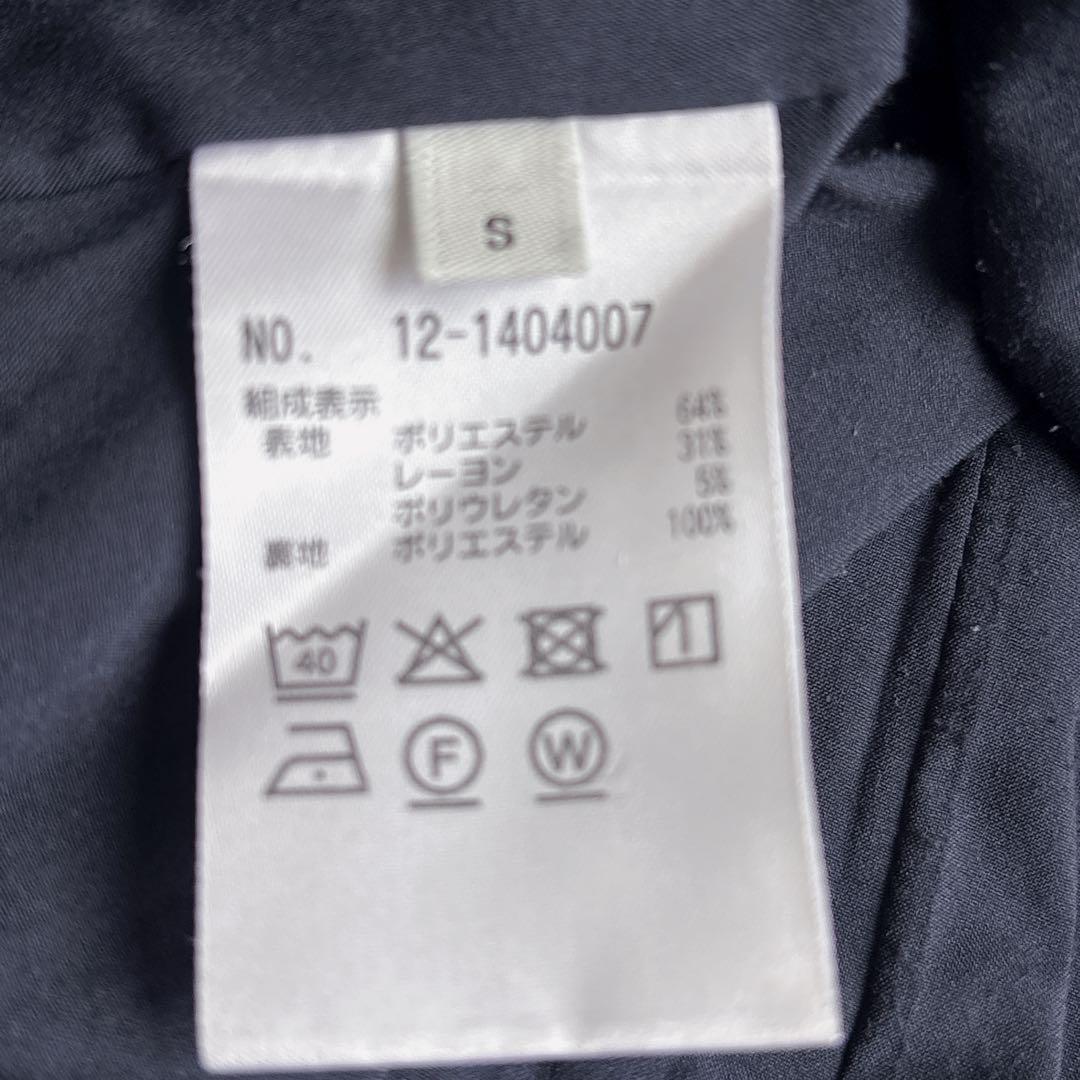 S
NO. 12-1404007
組成表示
表地 ポリエステル 64%
レーヨン 31%
ポリウレタン 5%
裏地 ポリエステル 100%
40
F W